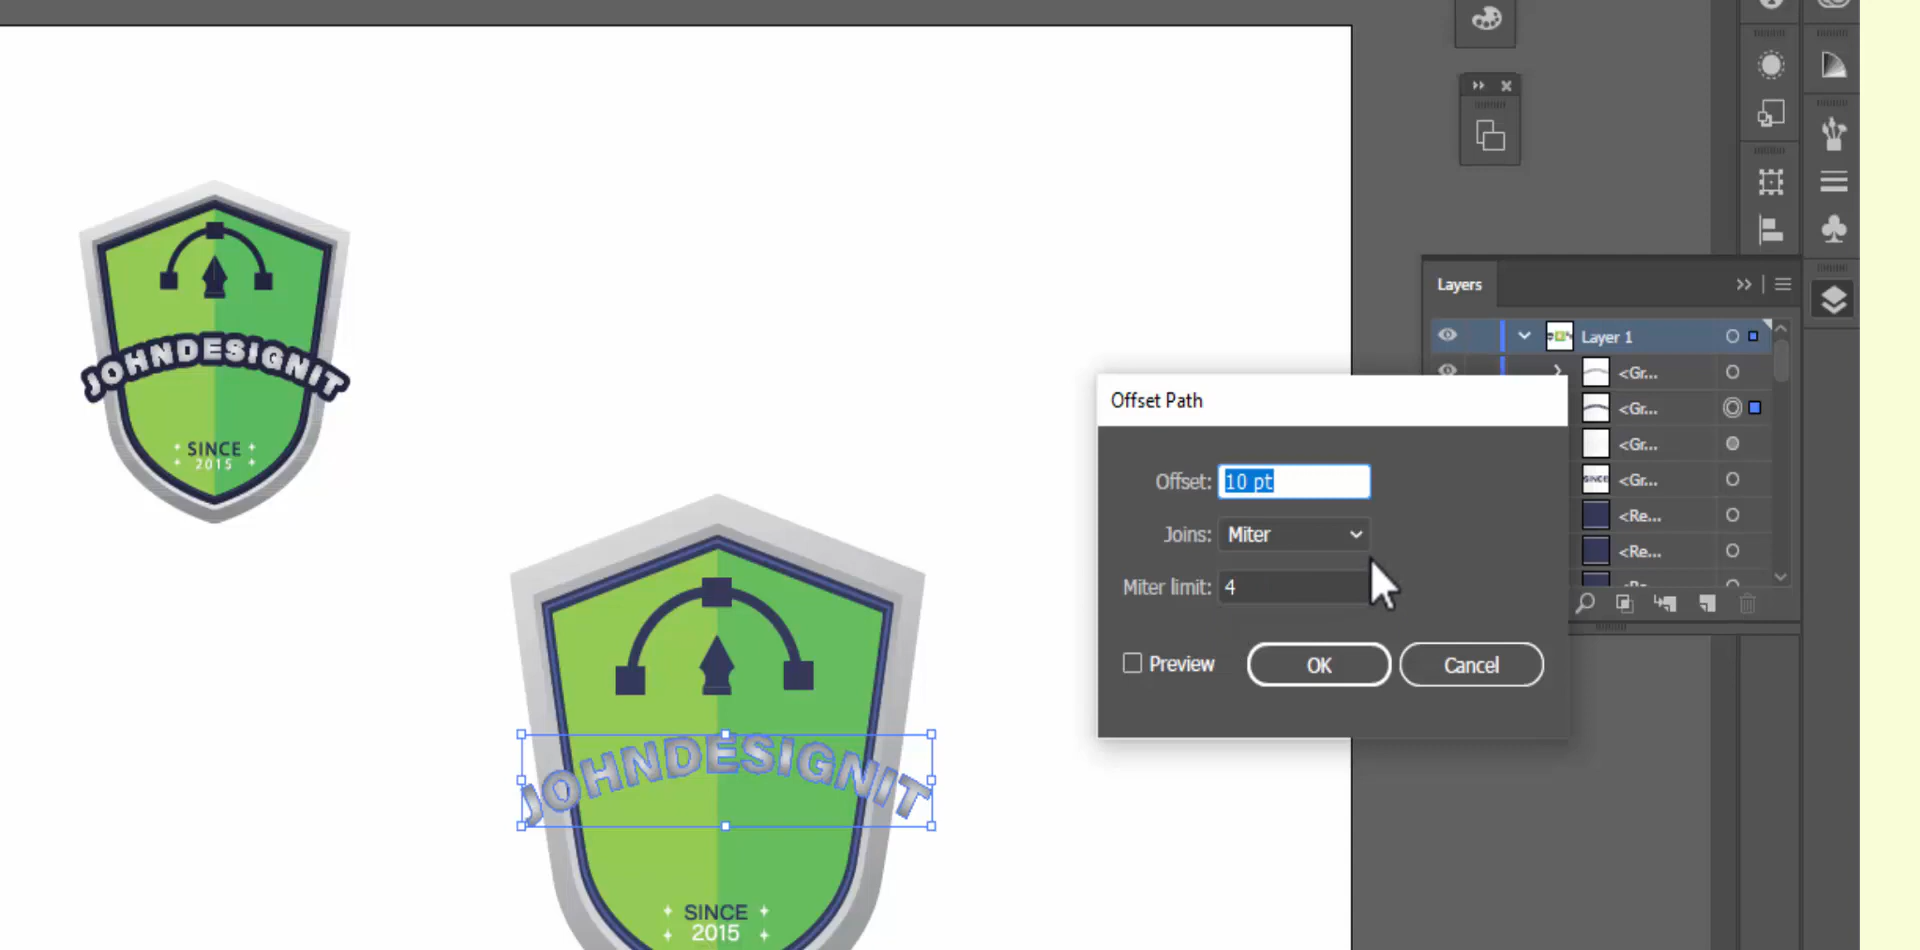 JOHNDESIGNIT
SINCE
2015
Layers
Layer 1
<Gr...
<Gr...
<Gr...
SINCE
<Gr...
<Re...
<Re...
Offset Path
Offset: 10 pt
Joins: Miter
Miter limit: 4
Preview OK Cancel
JOHNDESIGNIT
SINCE
2015